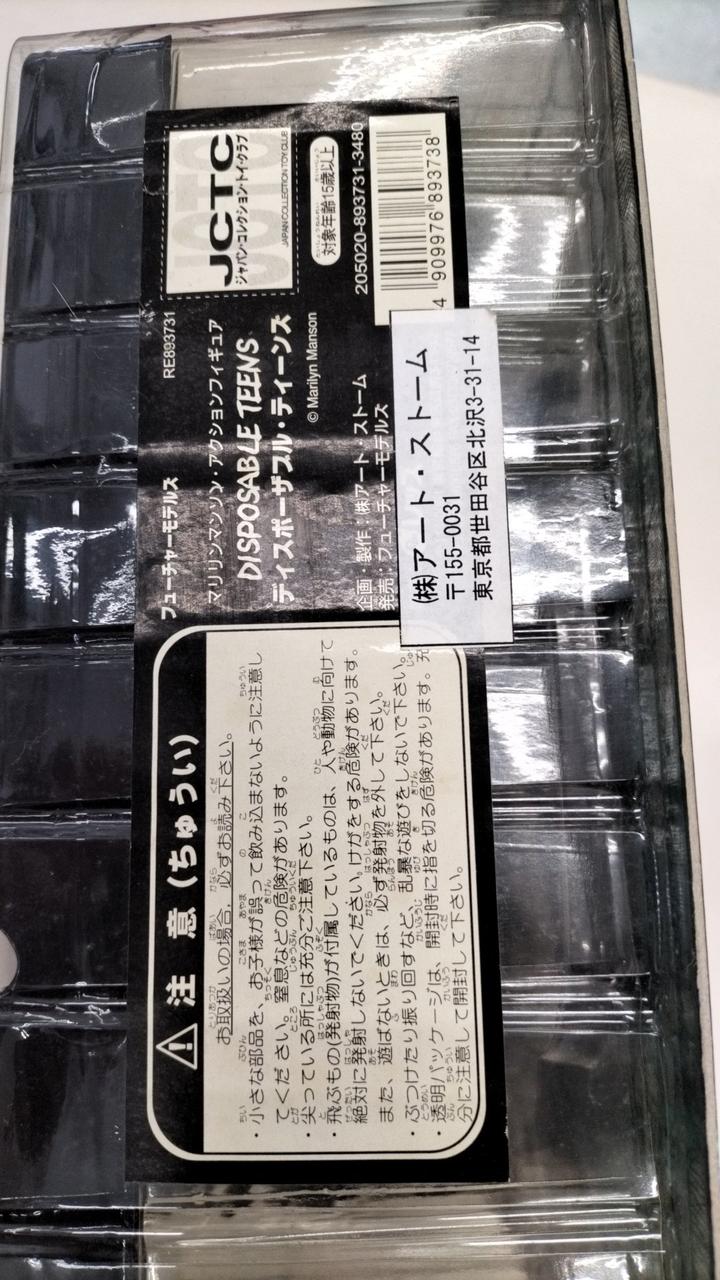 ⚠ 注 意 (ちゅうい)
お取扱いの場合、必ずお読み下さい。
・小さな部品を、お子様が誤って飲み込まないように注意し
てください。窒息などの危険があります。
・尖っている所には充分ご注意下さい。
・飛ぶもの(発射物)が付属しているものは、人や動物に向けて
絶対に発射しないでください。けがをする危険があります。
また、遊ばないときは、必ず発射物を外して下さい。
・ぶつけたり振り回すなど、乱暴な遊びをしないで下さい。
・透明パッケージは、開封時に指を切る危険があります。充
分に注意して開封して下さい。
フューチャーモデルズ
RE893731
マリリンマンソン・アクションフィギュア
DISPOSABLE TEENS
ディスポーザブル・ティーンズ
© Marilyn Manson
企画・製作:㈱アート・ストーム
発売:フューチャーモデルズ
JCTC
ジャパン・コレクション・トイ・クラブ
JAPAN COLLECTION TOY CLUB
対象年齢15歳以上
205020-893731-3480
4 909976 893738
㈱アート・ストーム
〒155-0031
東京都世田谷区北沢3-31-14